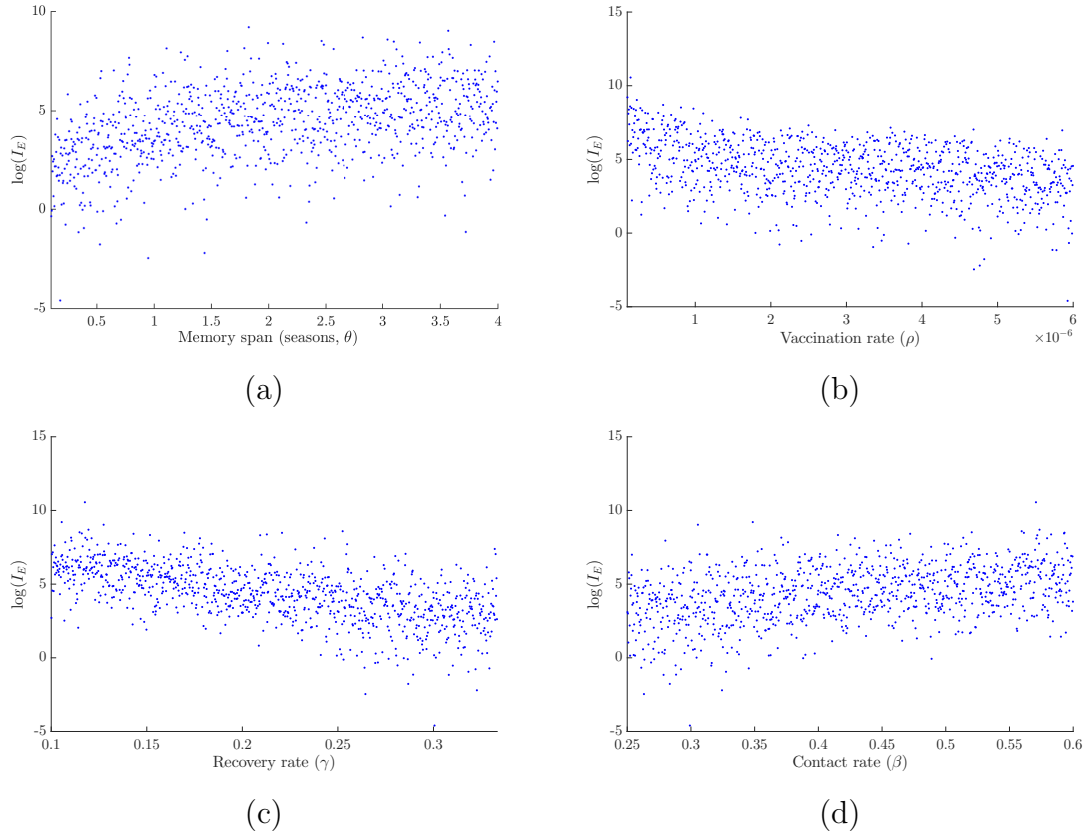 10
5
0
-5
log(I_E)
0.5 1 1.5 2 2.5 3 3.5 4
Memory span (seasons, θ)
(a)
15
10
5
0
-5
log(I_E)
1 2 3 4 5 6
Vaccination rate (ρ)
×10⁻⁶
(b)
15
10
5
0
-5
log(I_E)
0.1 0.15 0.2 0.25 0.3
Recovery rate (γ)
(c)
15
10
5
0
-5
log(I_E)
0.25 0.3 0.35 0.4 0.45 0.5 0.55 0.6
Contact rate (β)
(d)